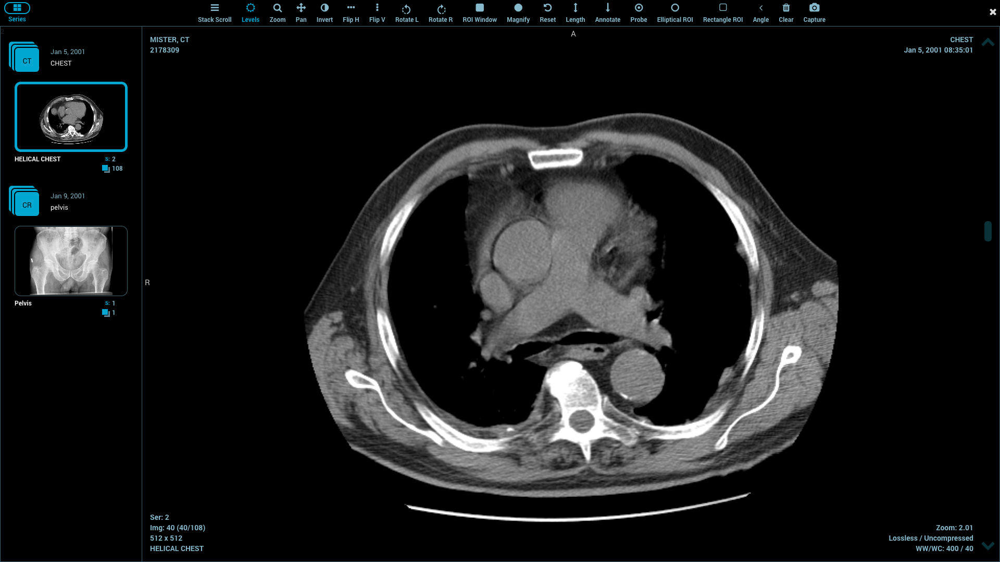 Series
Stack Scroll
Levels
Zoom
Pan
Invert
Flip H
Flip V
Rotate L
Rotate R
ROI Window
Magnify
Reset
Length
Annotate
Probe
Elliptical ROI
Rectangle ROI
Angle
Clear
Capture
2
CT
Jan 5, 2001
CHEST
HELICAL CHEST
S: 2
108
CR
Jan 9, 2001
pelvis
Pelvis
S: 1
1
MISTER, CT
2178309
A
CHEST
Jan 5, 2001 08:35:01
R
Ser: 2
Img: 40 (40/108)
512 x 512
HELICAL CHEST
Zoom: 2.01
Lossless / Uncompressed
WW/WC: 400 / 40